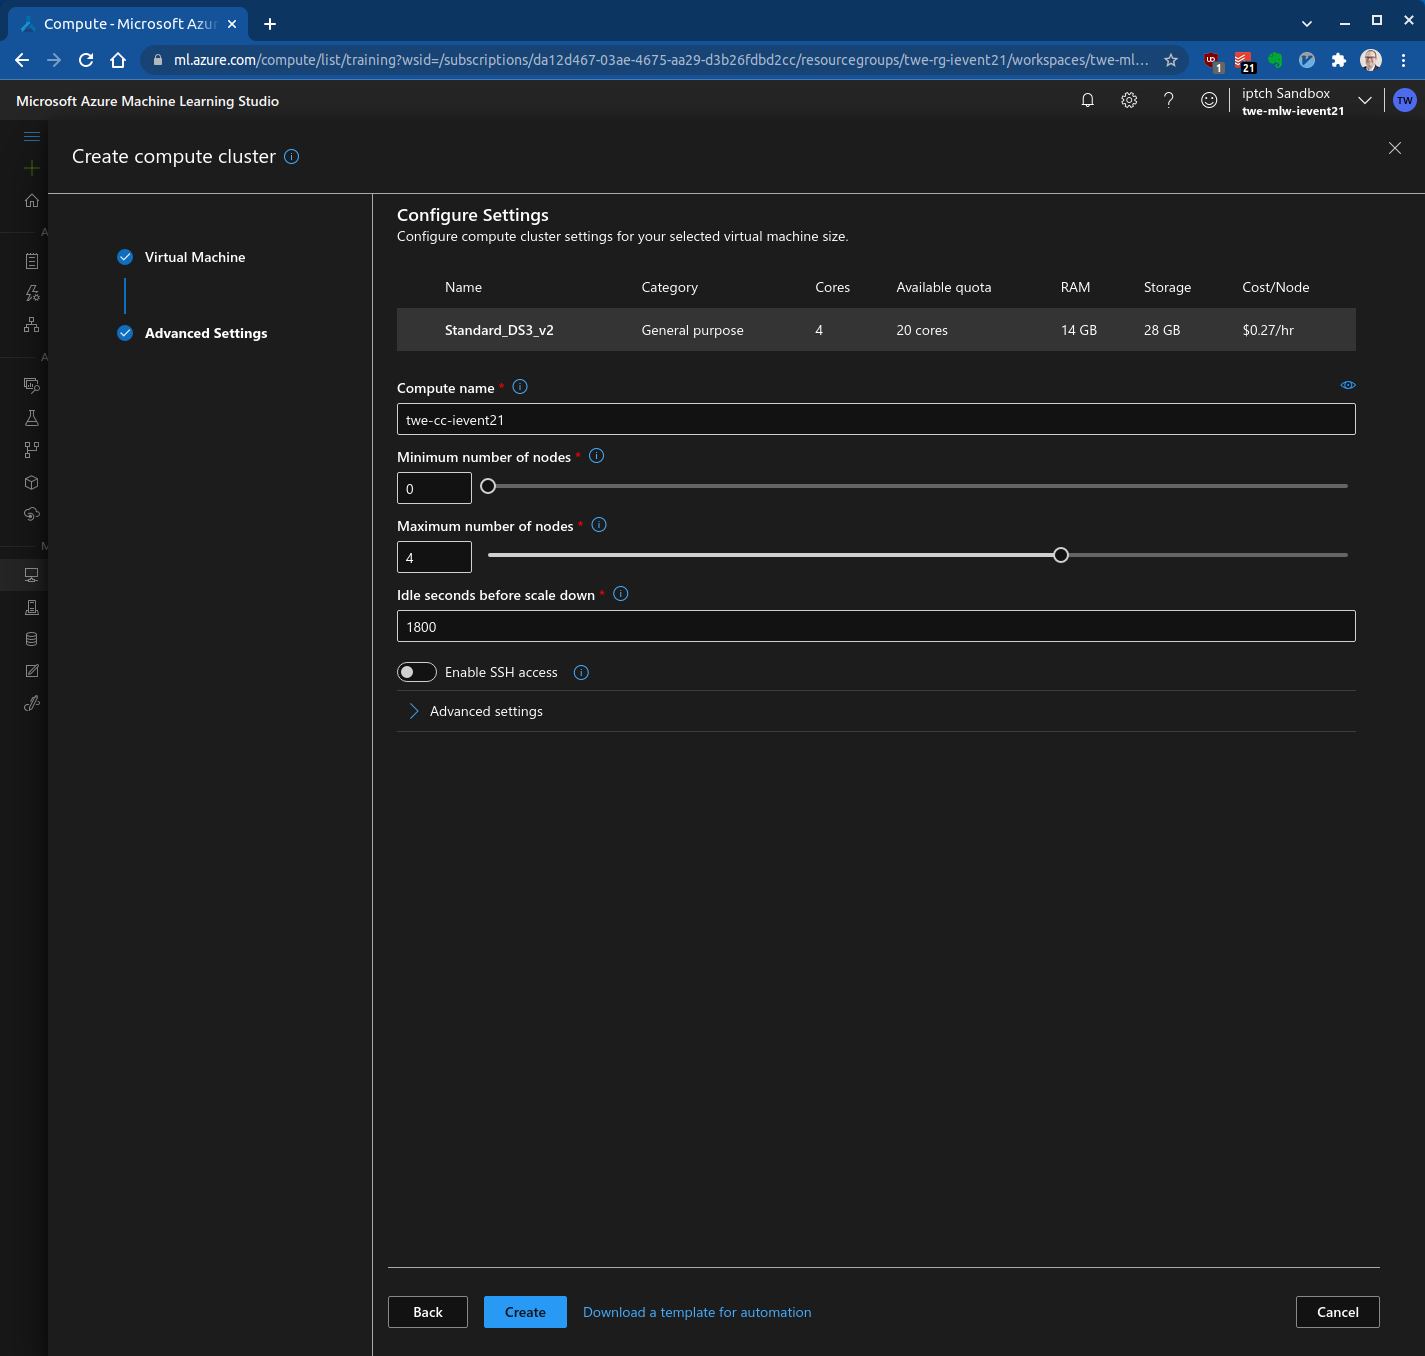 Compute - Microsoft Azur
ml.azure.com/compute/list/training?wsid=/subscriptions/da12d467-03ae-4675-aa29-d3b26fdbd2cc/resourcegroups/twe-rg-ievent21/workspaces/twe-ml...
1
21
Microsoft Azure Machine Learning Studio
iptch Sandbox
twe-mlw-ievent21
TW
Create compute cluster
A
A
M
Virtual Machine
Advanced Settings
Configure Settings
Configure compute cluster settings for your selected virtual machine size.
Name Category Cores Available quota RAM Storage Cost/Node
Standard_DS3_v2 General purpose 4 20 cores 14 GB 28 GB $0.27/hr
Compute name *
twe-cc-ievent21
Minimum number of nodes *
0
Maximum number of nodes *
4
Idle seconds before scale down *
1800
Enable SSH access
Advanced settings
Back Create Download a template for automation Cancel